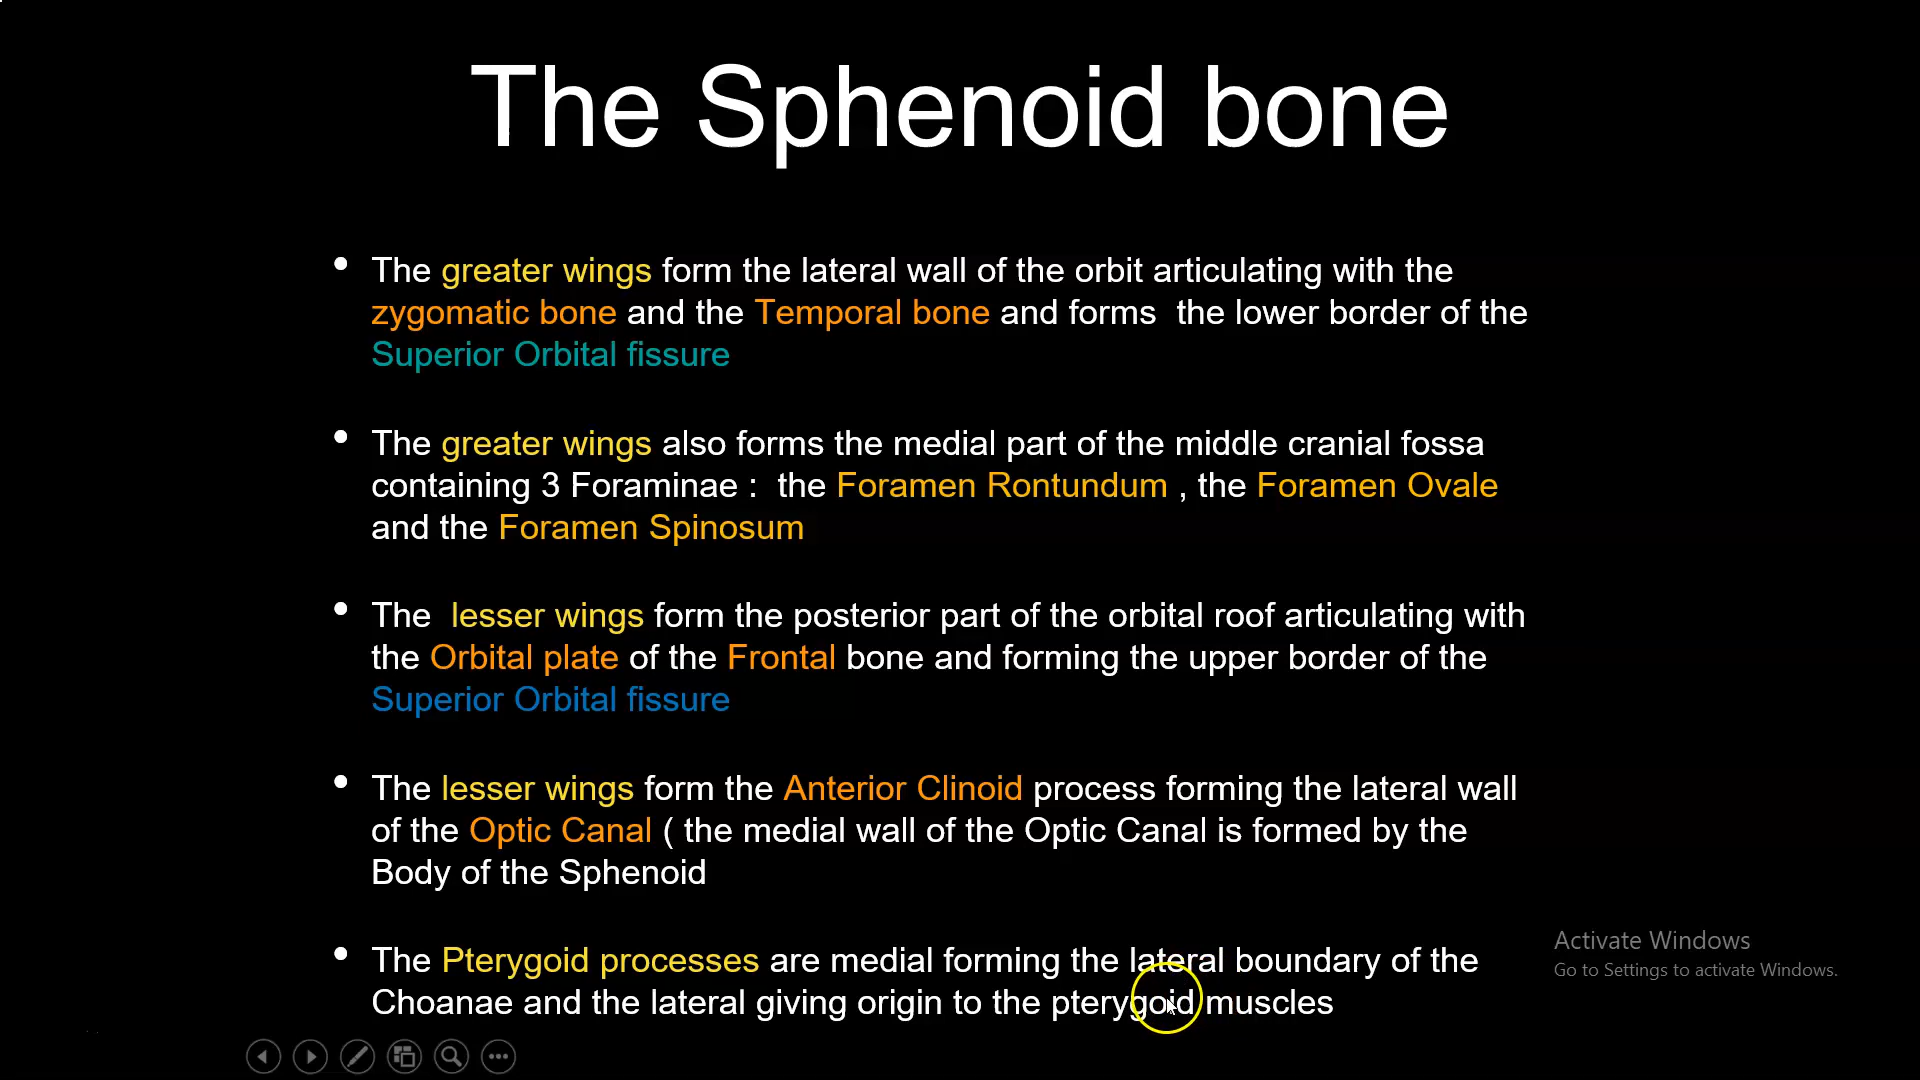 The Sphenoid bone
• The greater wings form the lateral wall of the orbit articulating with the
zygomatic bone and the Temporal bone and forms  the lower border of the
Superior Orbital fissure
• The greater wings also forms the medial part of the middle cranial fossa
containing 3 Foraminae :  the Foramen Rontundum , the Foramen Ovale
and the Foramen Spinosum
• The  lesser wings form the posterior part of the orbital roof articulating with
the Orbital plate of the Frontal bone and forming the upper border of the
Superior Orbital fissure
• The lesser wings form the Anterior Clinoid process forming the lateral wall
of the Optic Canal ( the medial wall of the Optic Canal is formed by the
Body of the Sphenoid
• The Pterygoid processes are medial forming the lateral boundary of the
Choanae and the lateral giving origin to the pterygoid muscles
Activate Windows
Go to Settings to activate Windows.